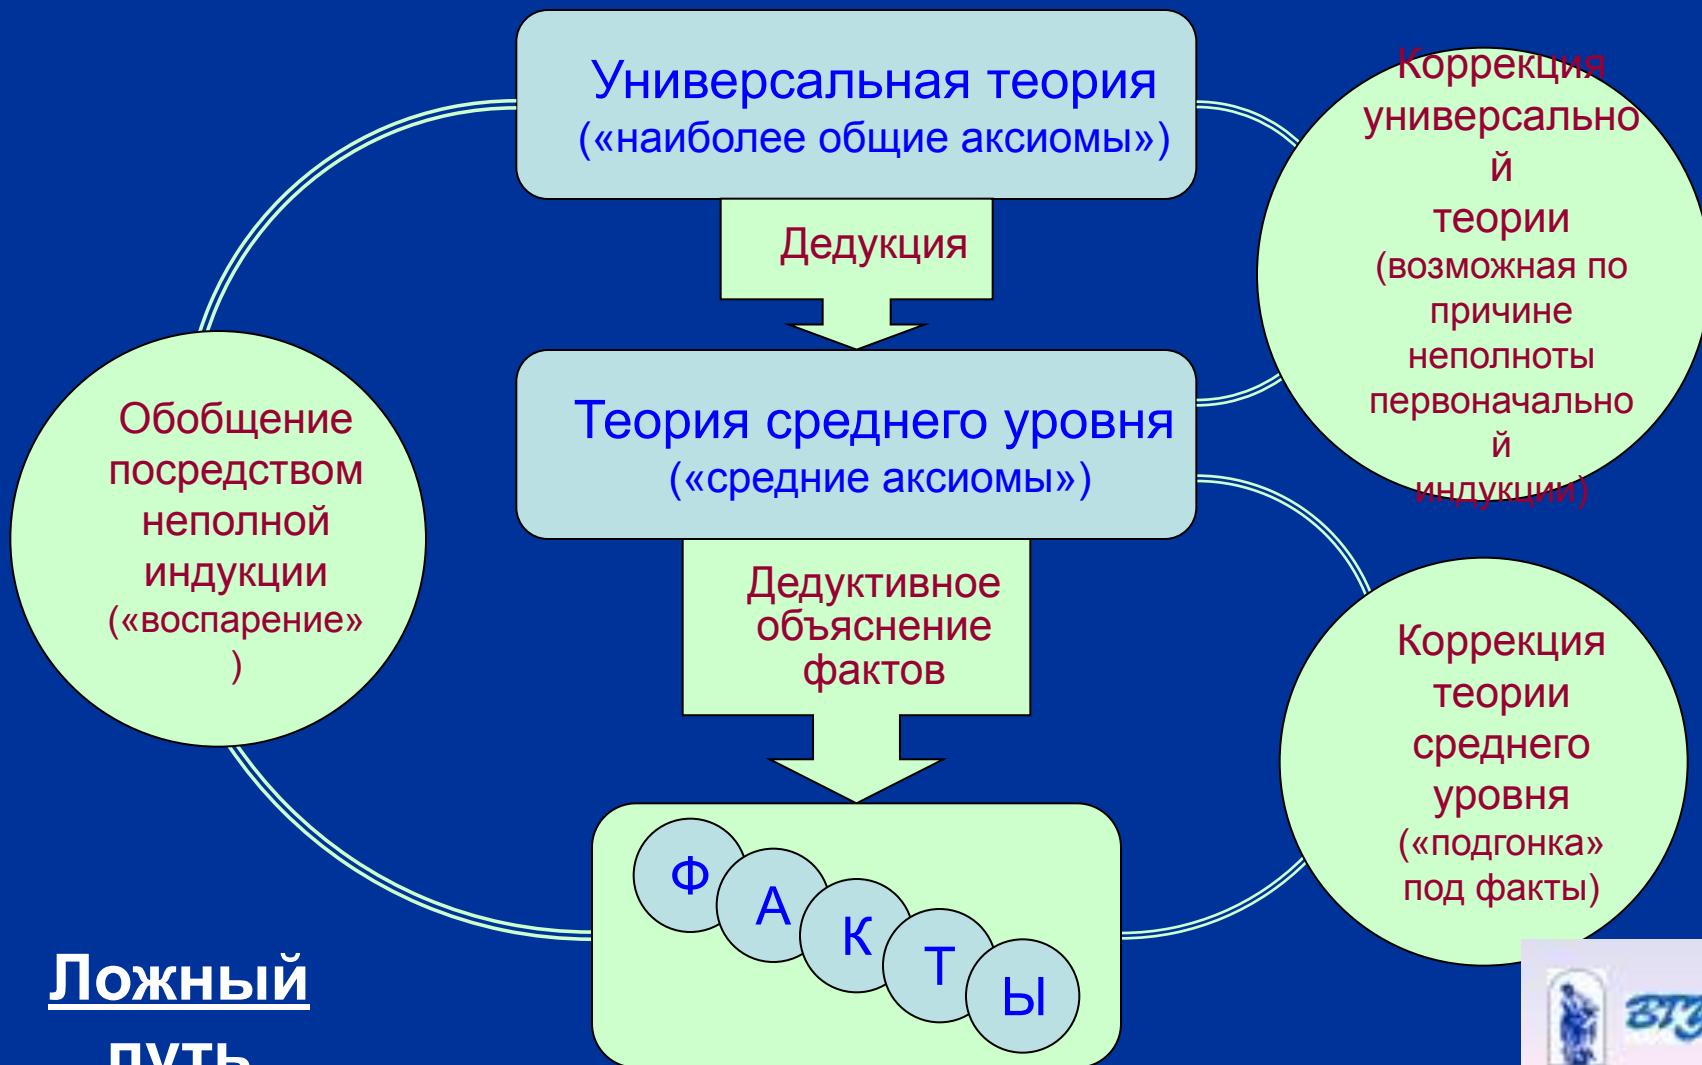 Универсальная теория
(«наиболее общие аксиомы»)
Дедукция
Теория среднего уровня
(«средние аксиомы»)
Дедуктивное
объяснение
фактов
Ф
А
К
Т
Ы
Обобщение
посредством
неполной
индукции
(«воспарение»
)
Коррекция
универсально
й
теории
(возможная по
причине
неполноты
первоначально
й
индукции)
Коррекция
теории
среднего
уровня
(«подгонка»
под факты)
Ложный
путь